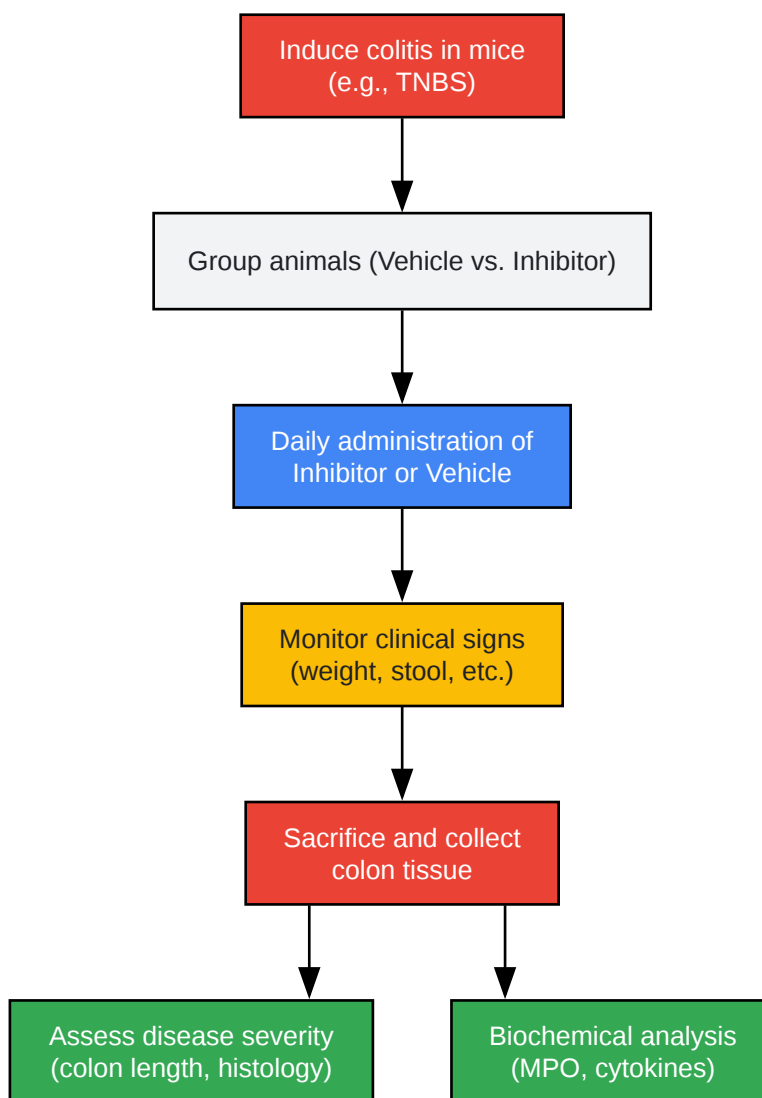 Induce colitis in mice
(e.g., TNBS)
Group animals (Vehicle vs. Inhibitor)
Daily administration of
Inhibitor or Vehicle
Monitor clinical signs
(weight, stool, etc.)
Sacrifice and collect
colon tissue
Assess disease severity
(colon length, histology)
Biochemical analysis
(MPO, cytokines)